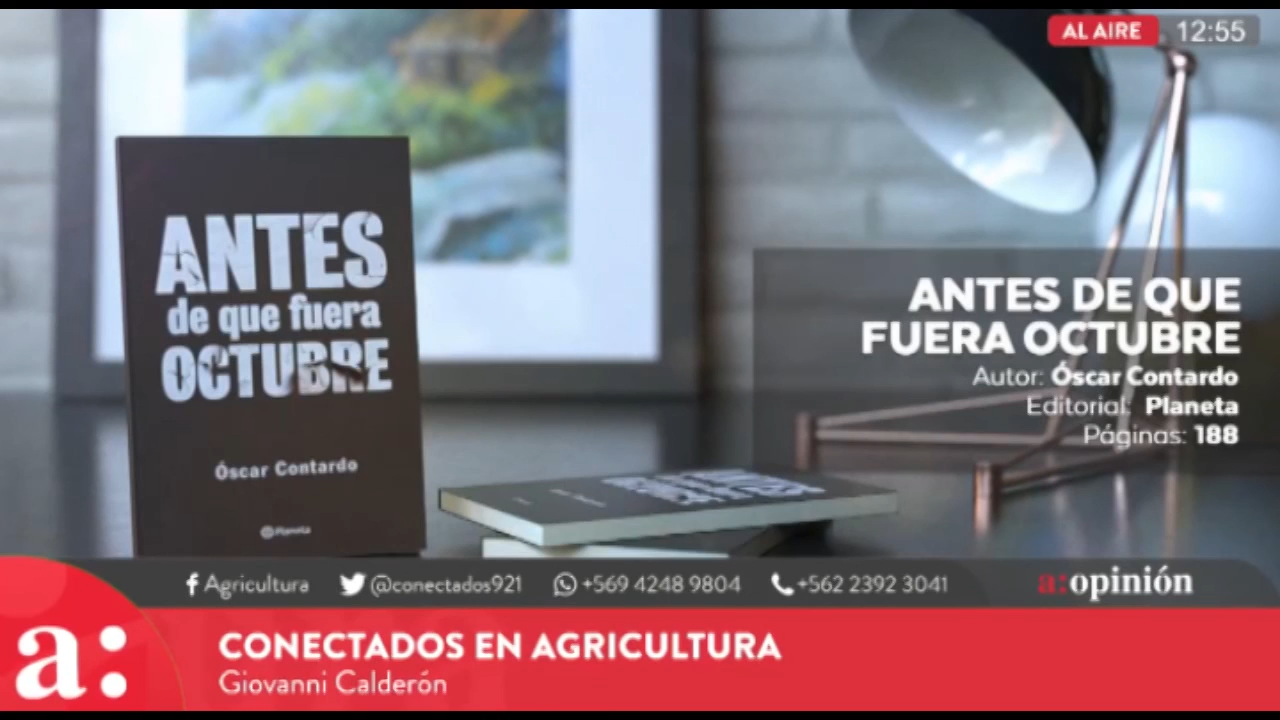 AL AIRE 12:55
ANTES
de que fuera
OCTUBRE
Óscar Contardo
Planeta
ANTES DE QUE
FUERA OCTUBRE
Autor: Óscar Contardo
Editorial: Planeta
Páginas: 188
Agricultura @conectados921 +569 4248 9804 +562 2392 3041 a:opinión
a:
CONECTADOS EN AGRICULTURA
Giovanni Calderón